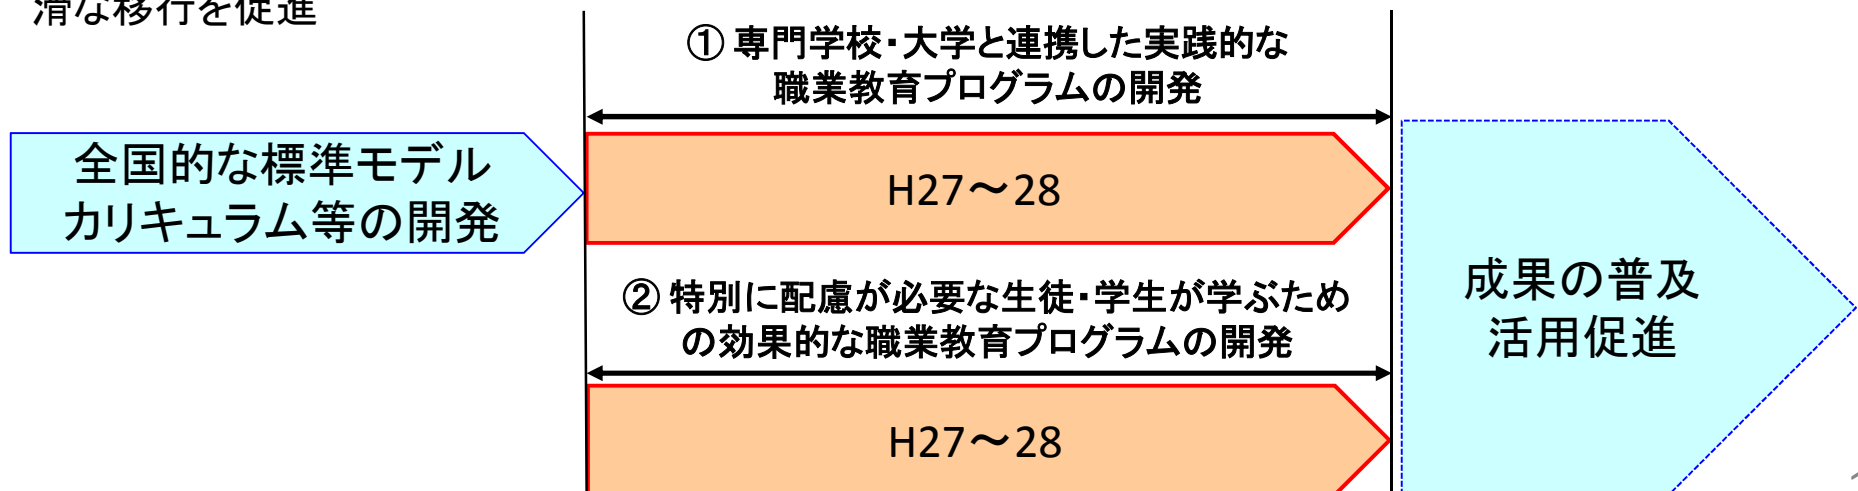 滑な移行を促進
① 専門学校・大学と連携した実践的な
職業教育プログラムの開発
全国的な標準モデル
カリキュラム等の開発
H27～28
② 特別に配慮が必要な生徒・学生が学ぶため
の効果的な職業教育プログラムの開発
成果の普及
活用促進
H27～28